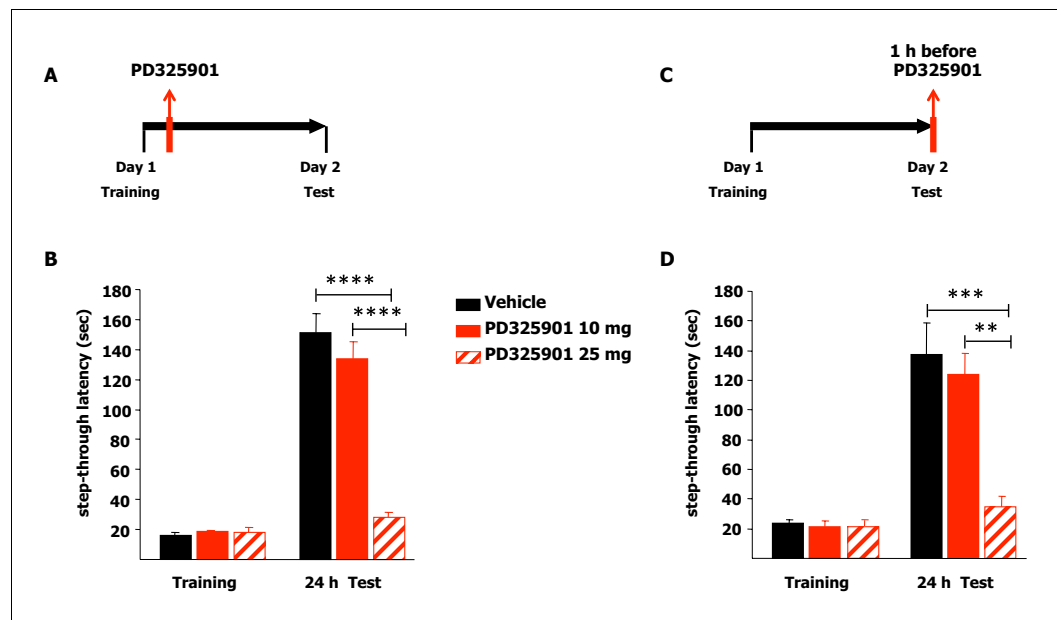 A
PD325901
Day 1
Training
Day 2
Test
C
1 h before
PD325901
Day 1
Training
Day 2
Test
B
step-through latency (sec)
180
160
140
120
100
80
60
40
20
****
****
Training
24 h Test
Vehicle
PD325901 10 mg
PD325901 25 mg
D
step-through latency (sec)
180
160
140
120
100
80
60
40
20
***
**
Training
24 h Test